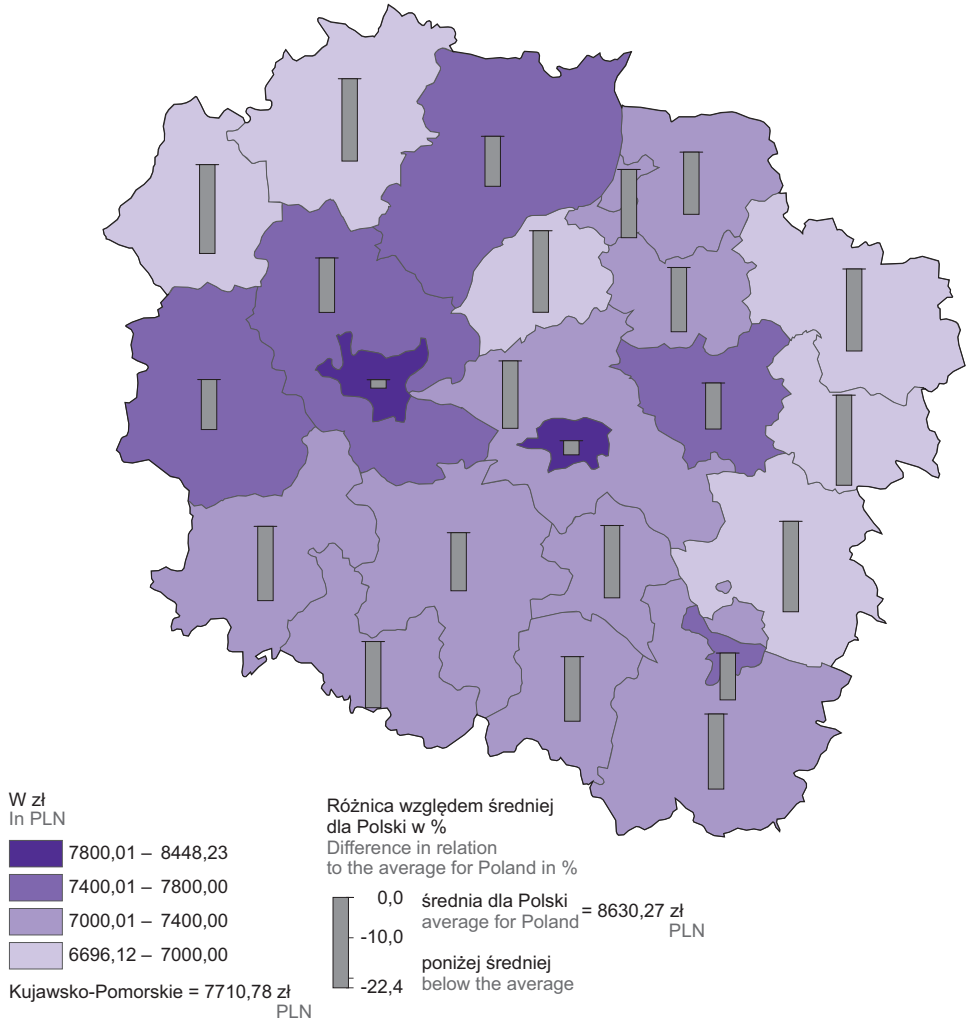 W zł
In PLN
7800,01 – 8448,23
7400,01 – 7800,00
7000,01 – 7400,00
6696,12 – 7000,00
Kujawsko-Pomorskie = 7710,78 zł
PLN
Różnica względem średniej
dla Polski w %
Difference in relation
to the average for Poland in %
0,0
-10,0
-22,4
średnia dla Polski
average for Poland
= 8630,27 zł
PLN
poniżej średniej
below the average